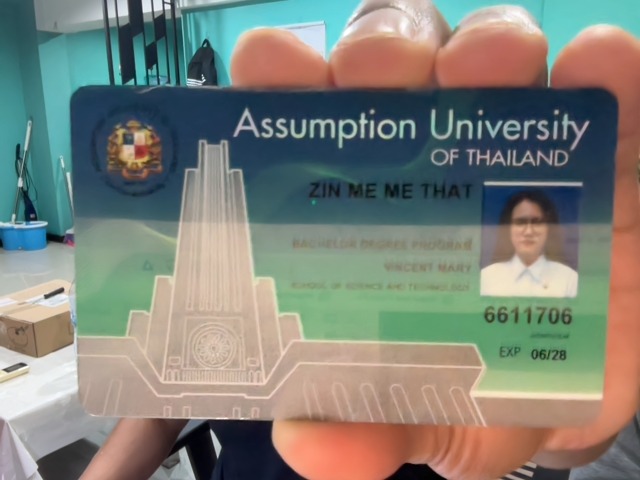 Assumption University
OF THAILAND
ZIN ME ME THAT
BACHELOR DEGREE PROGRAM
VINCENT MARY
SCHOOL OF SCIENCE AND TECHNOLOGY
6611706
EXP 06/28